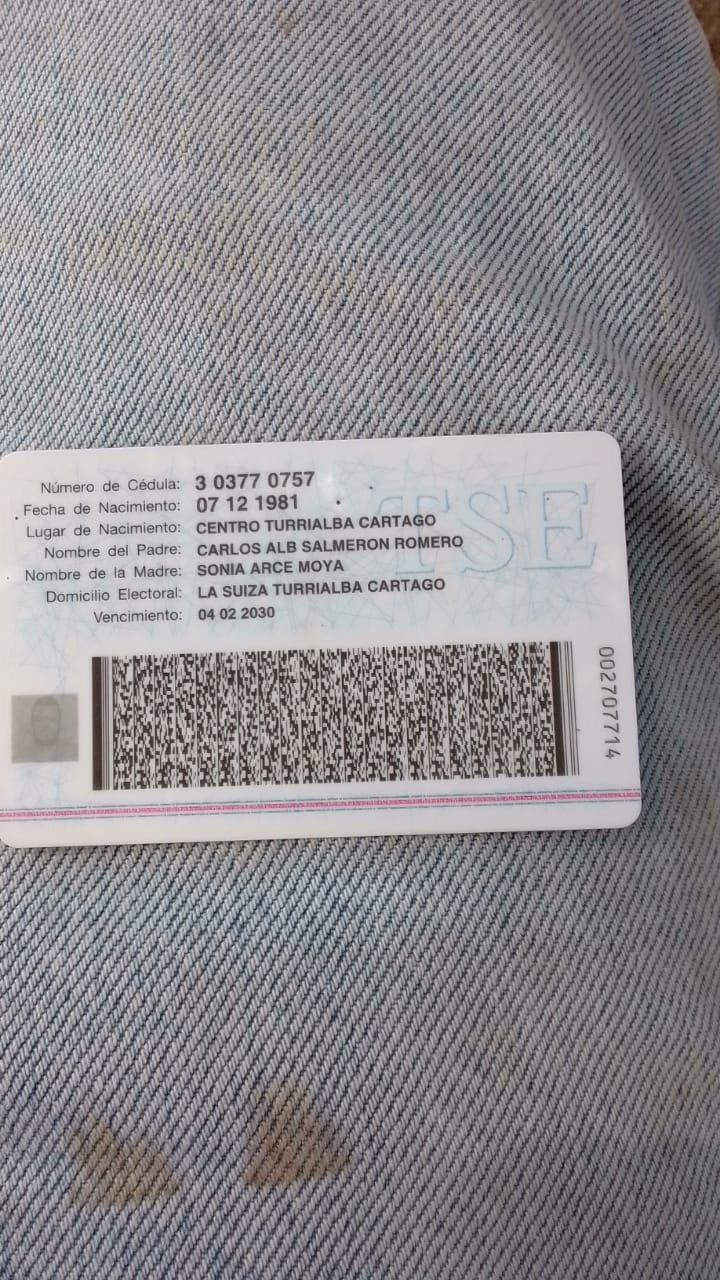 Número de Cédula: 3 0377 0757
Fecha de Nacimiento: 07 12 1981
Lugar de Nacimiento: CENTRO TURRIALBA CARTAGO
Nombre del Padre: CARLOS ALB SALMERON ROMERO
Nombre de la Madre: SONIA ARCE MOYA
Domicilio Electoral: LA SUIZA TURRIALBA CARTAGO
Vencimiento: 04 02 2030
TSE
002707714